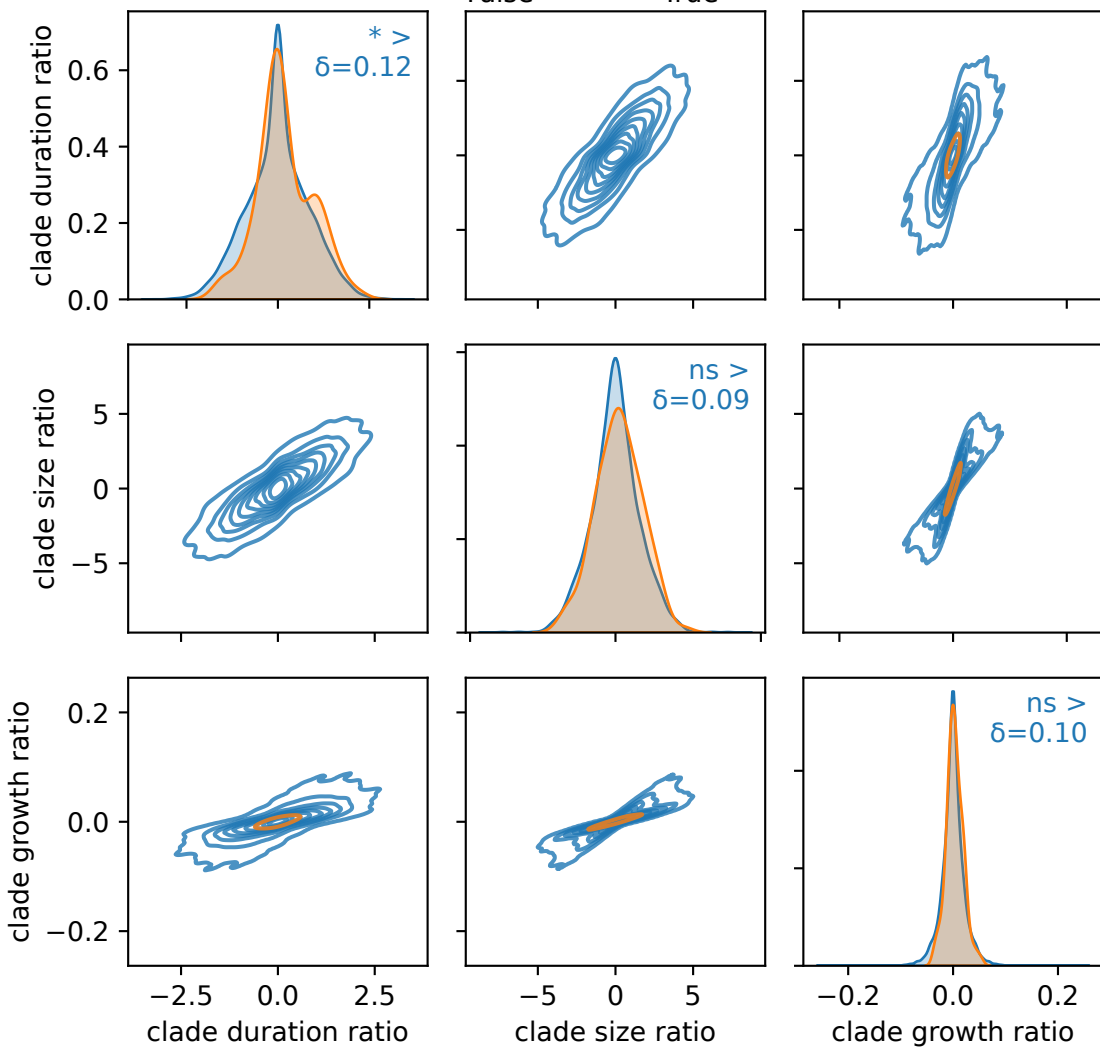 clade duration ratio
0.6
0.4
0.2
0.0
* >
δ=0.12
clade size ratio
5
0
−5
ns >
δ=0.09
clade growth ratio
0.2
0.0
−0.2
ns >
δ=0.10
−2.5 0.0 2.5
clade duration ratio
−5 0 5
clade size ratio
−0.2 0.0 0.2
clade growth ratio